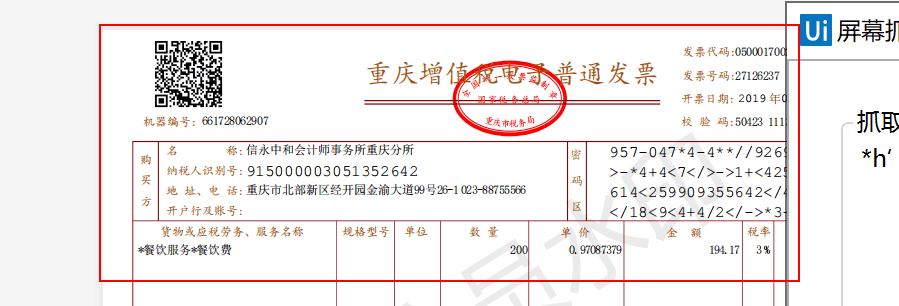 Ui 屏幕抓
重庆增值税电子普通发票
全国统一发票监制章
国家税务总局
重庆市税务局
发票代码:050001700
发票号码:27126237
开票日期: 2019年0
校 验 码:50423 111
机器编号: 661728062907
抓取
*h'
购买方
名 称:信永中和会计师事务所重庆分所
纳税人识别号:915000003051352642
地 址、电 话:重庆市北部新区经开园金渝大道99号26-1 023-88755566
开户行及账号:
密码区
957-047*4-4**//926
>-*+4<7</>->1+<425
614<259909355642</
</18<9<4+4/2</->*3-
货物或应税劳务、服务名称 规格型号 单位 数 量 单 价 金 额 税率
*餐饮服务*餐饮费 200 0.97087379 194.17 3%
员水印